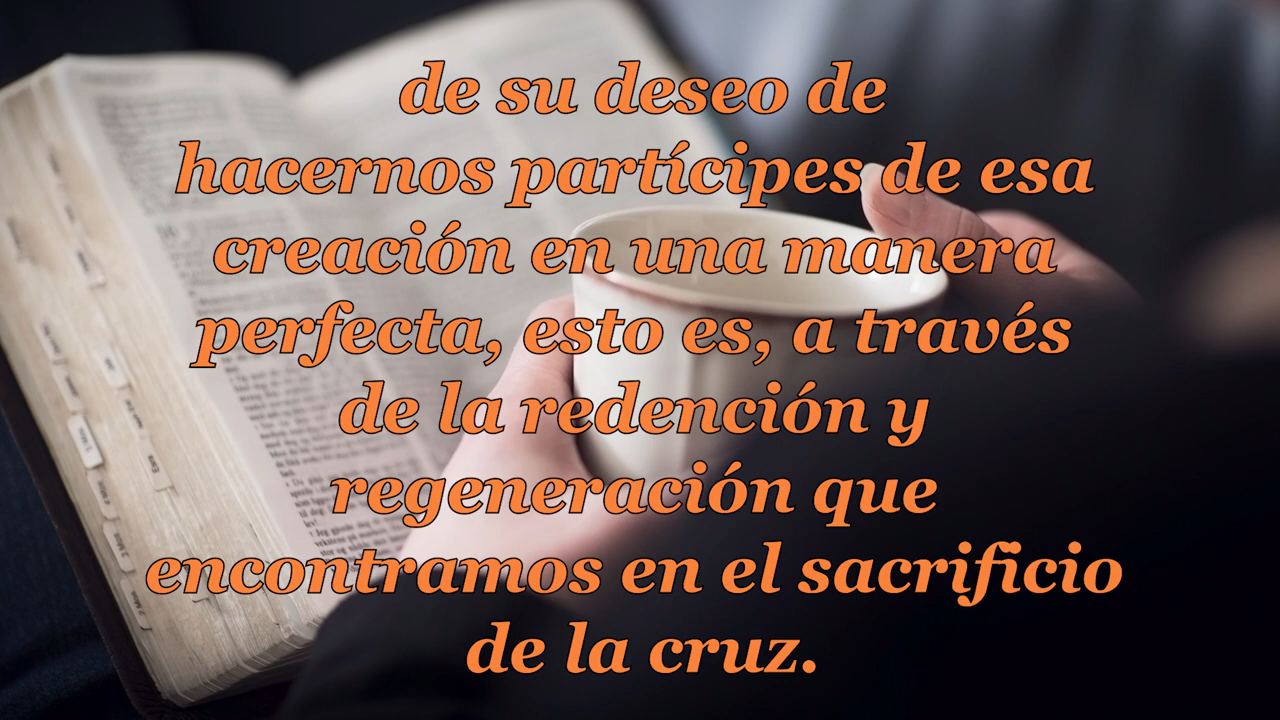 de su deseo de
hacernos partícipes de esa
creación en una manera
perfecta, esto es, a través
de la redención y
regeneración que
encontramos en el sacrificio
de la cruz.